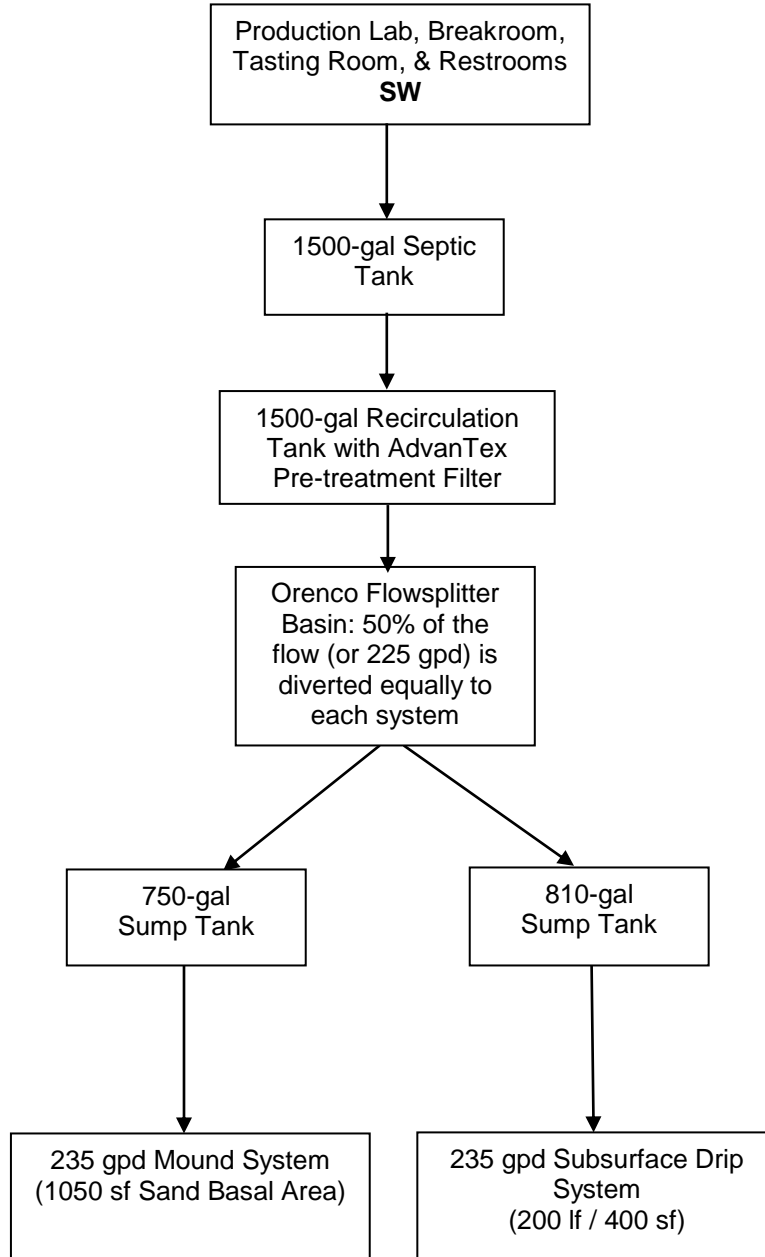 Production Lab, Breakroom,
Tasting Room, & Restrooms
SW
1500-gal Septic
Tank
1500-gal Recirculation
Tank with AdvanTex
Pre-treatment Filter
Orenco Flowsplitter
Basin: 50% of the
flow (or 225 gpd) is
diverted equally to
each system
750-gal
Sump Tank
810-gal
Sump Tank
235 gpd Mound System
(1050 sf Sand Basal Area)
235 gpd Subsurface Drip
System
(200 lf / 400 sf)